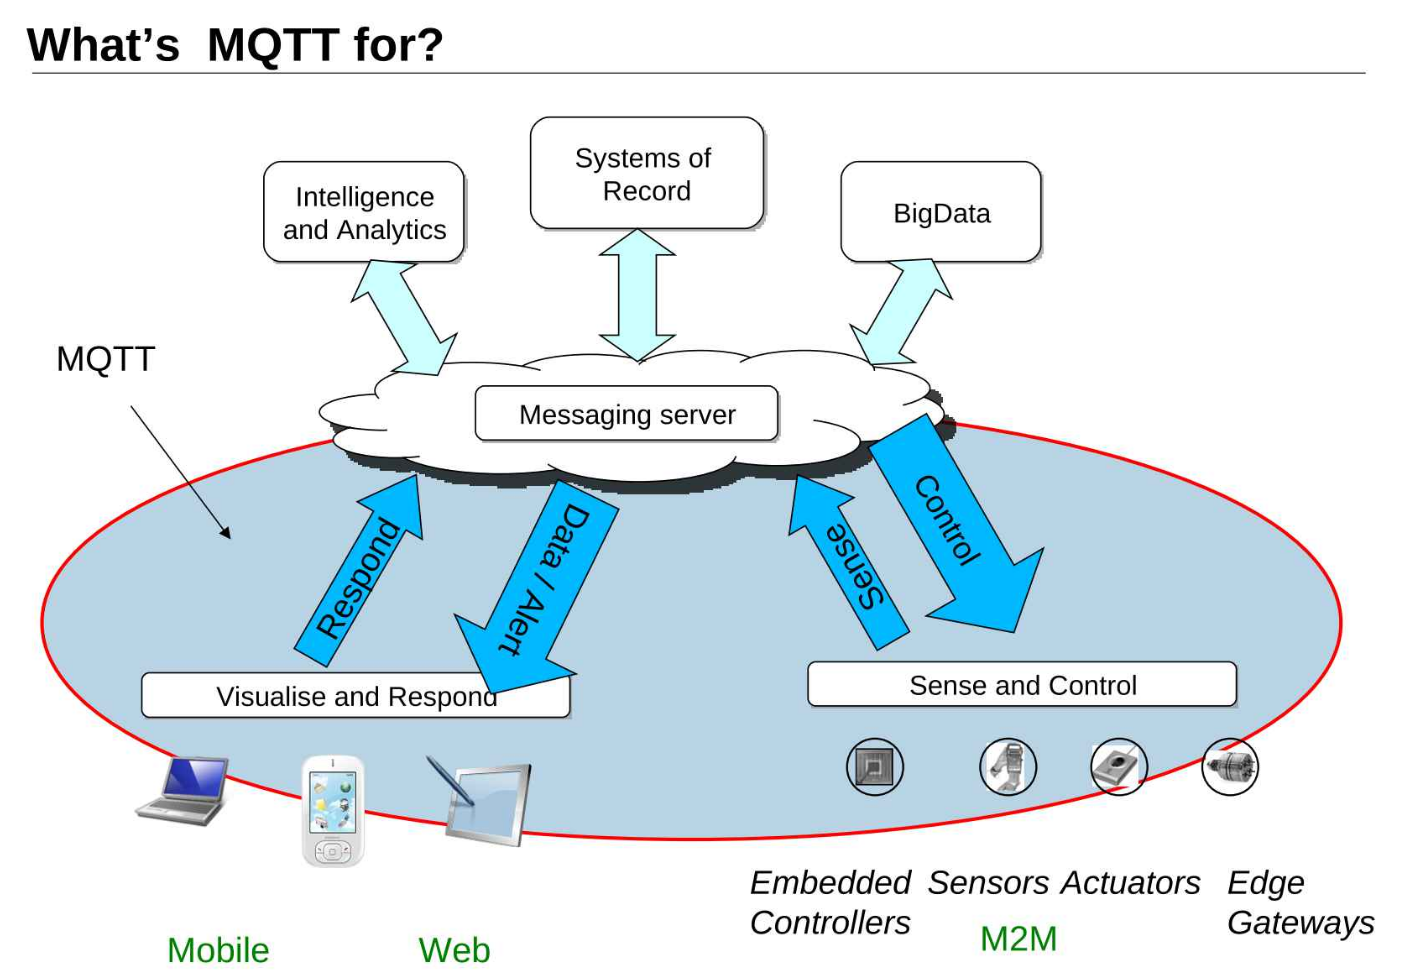 What's  MQTT for?
Systems of
Record
Intelligence
and Analytics
BigData
MQTT
Messaging server
Respond
Data / Alert
Sense
Control
Visualise and Respond
Sense and Control
Embedded
Controllers
Sensors
Actuators
Edge
Gateways
M2M
Mobile
Web